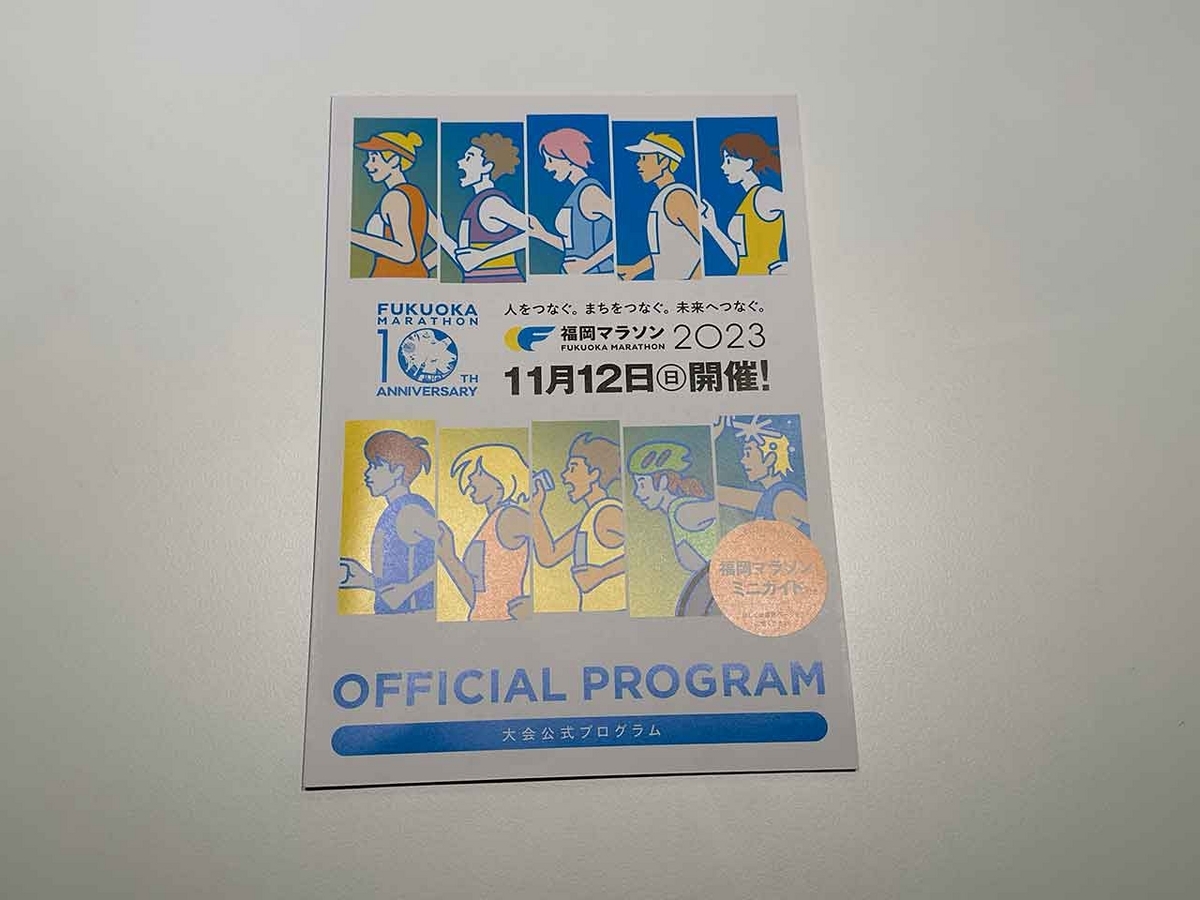 FUKUOKA
MARATHON
10TH
ANNIVERSARY
人をつなぐ。まちをつなぐ。未来へつなぐ。
福岡マラソン 2023
FUKUOKA MARATHON
11月12日㊐開催!
福岡マラソン
ミニガイド
OFFICIAL PROGRAM
大会公式プログラム